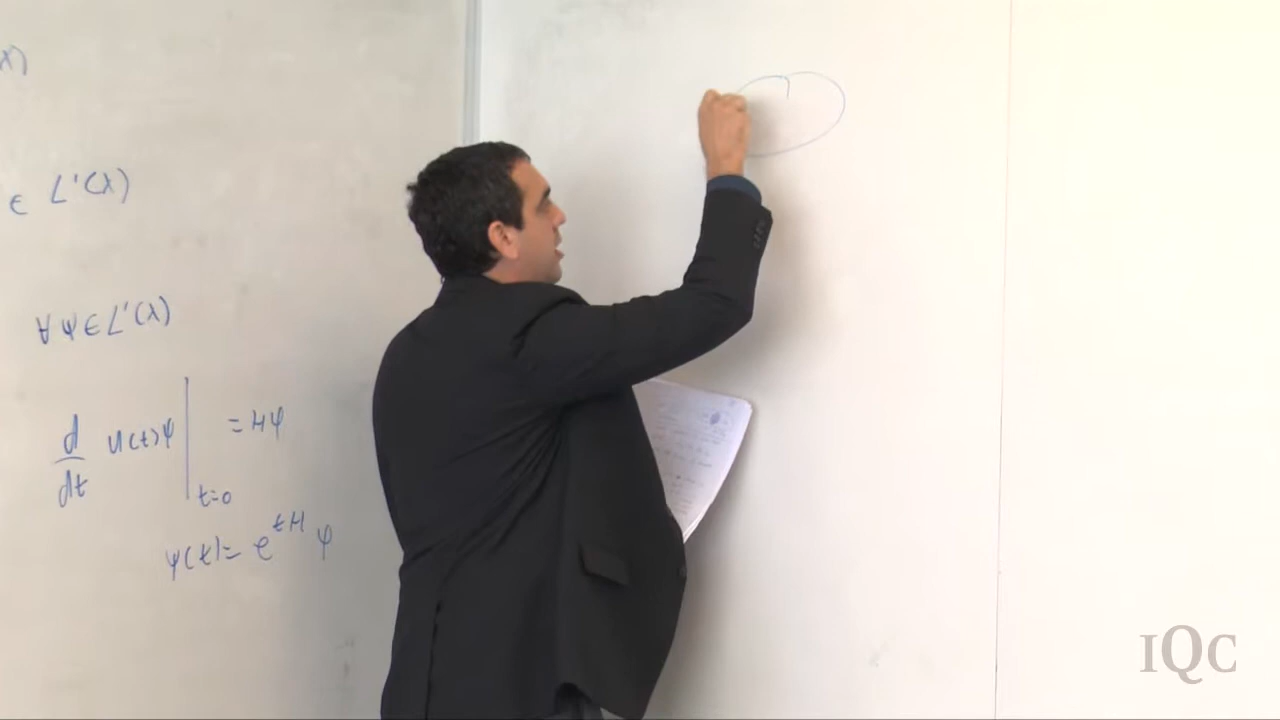 X)
∈ L'(X)
∀ ψ ∈ L'(X)
d/dt U(t)ψ |t=0 = Hψ
ψ(t) = e^{tH} ψ
IQC